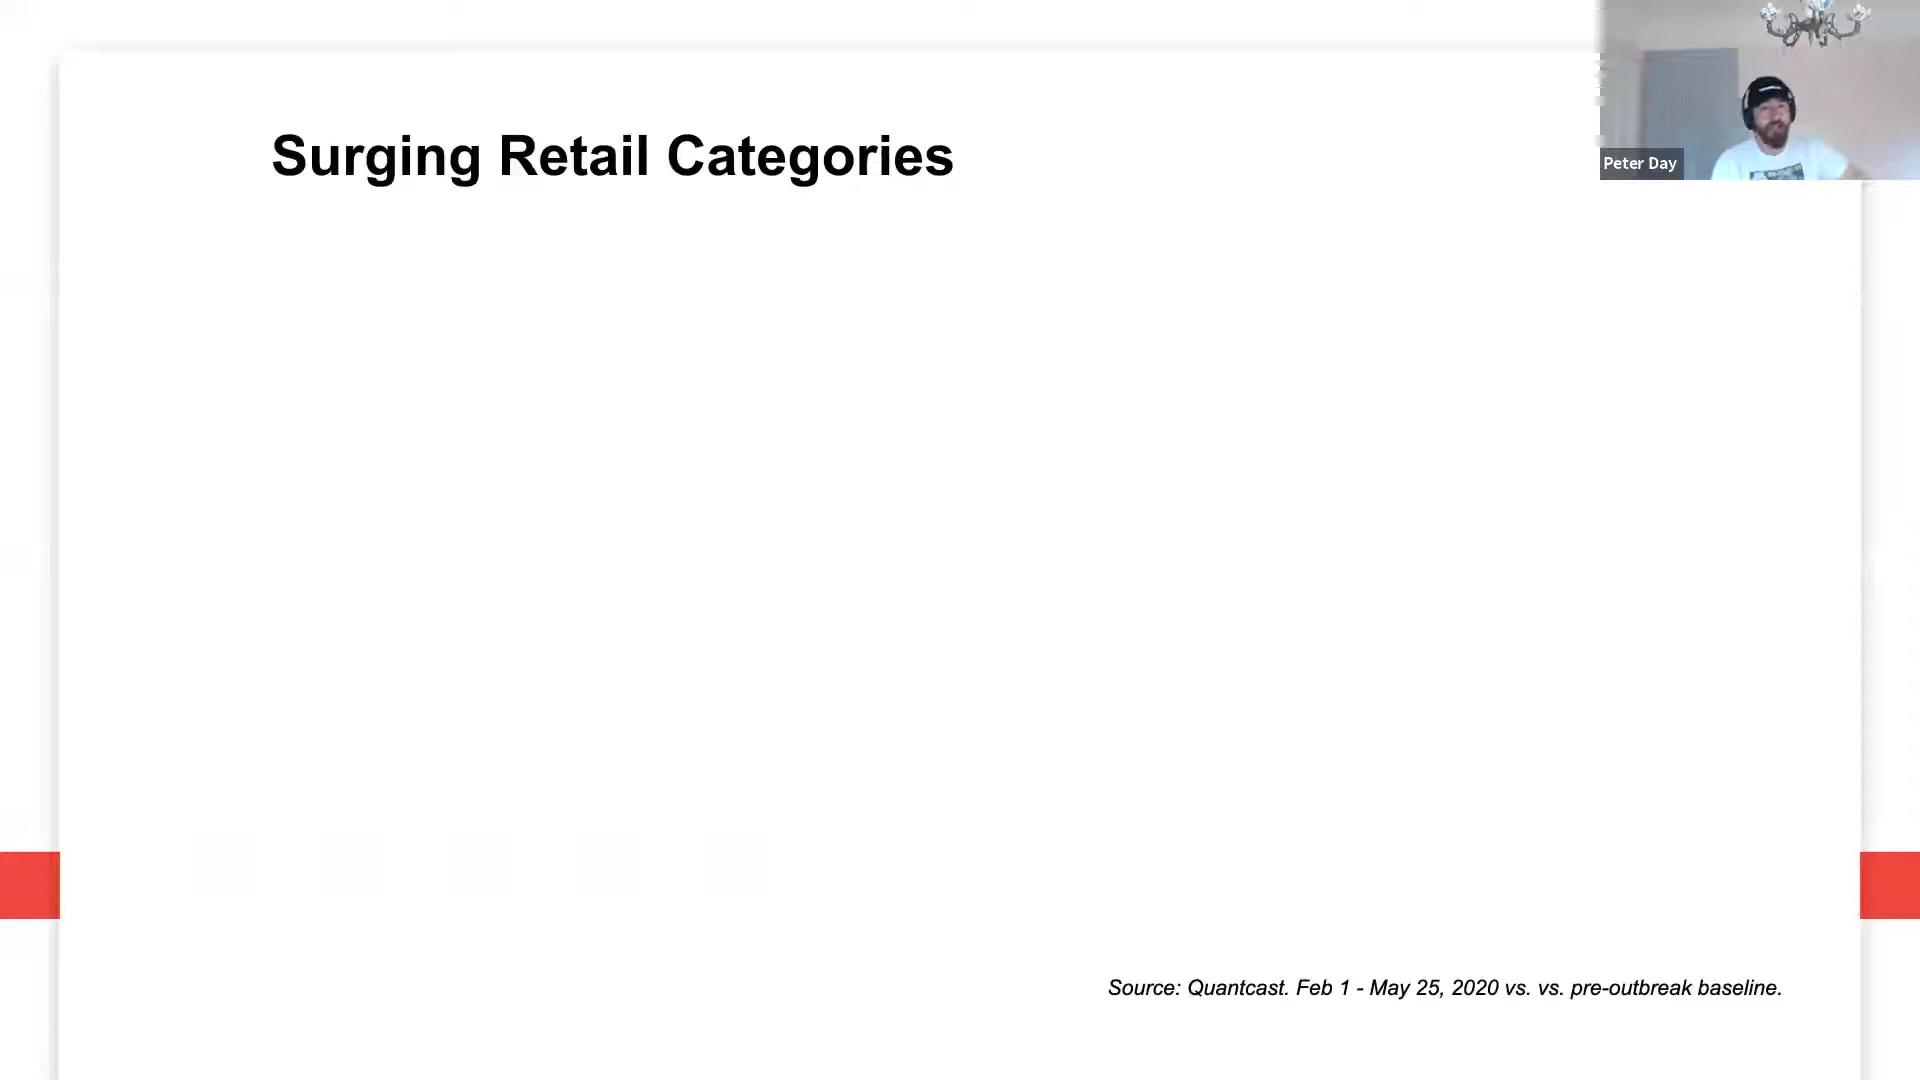 Surging Retail Categories
Peter Day
Source: Quantcast. Feb 1 - May 25, 2020 vs. vs. pre-outbreak baseline.